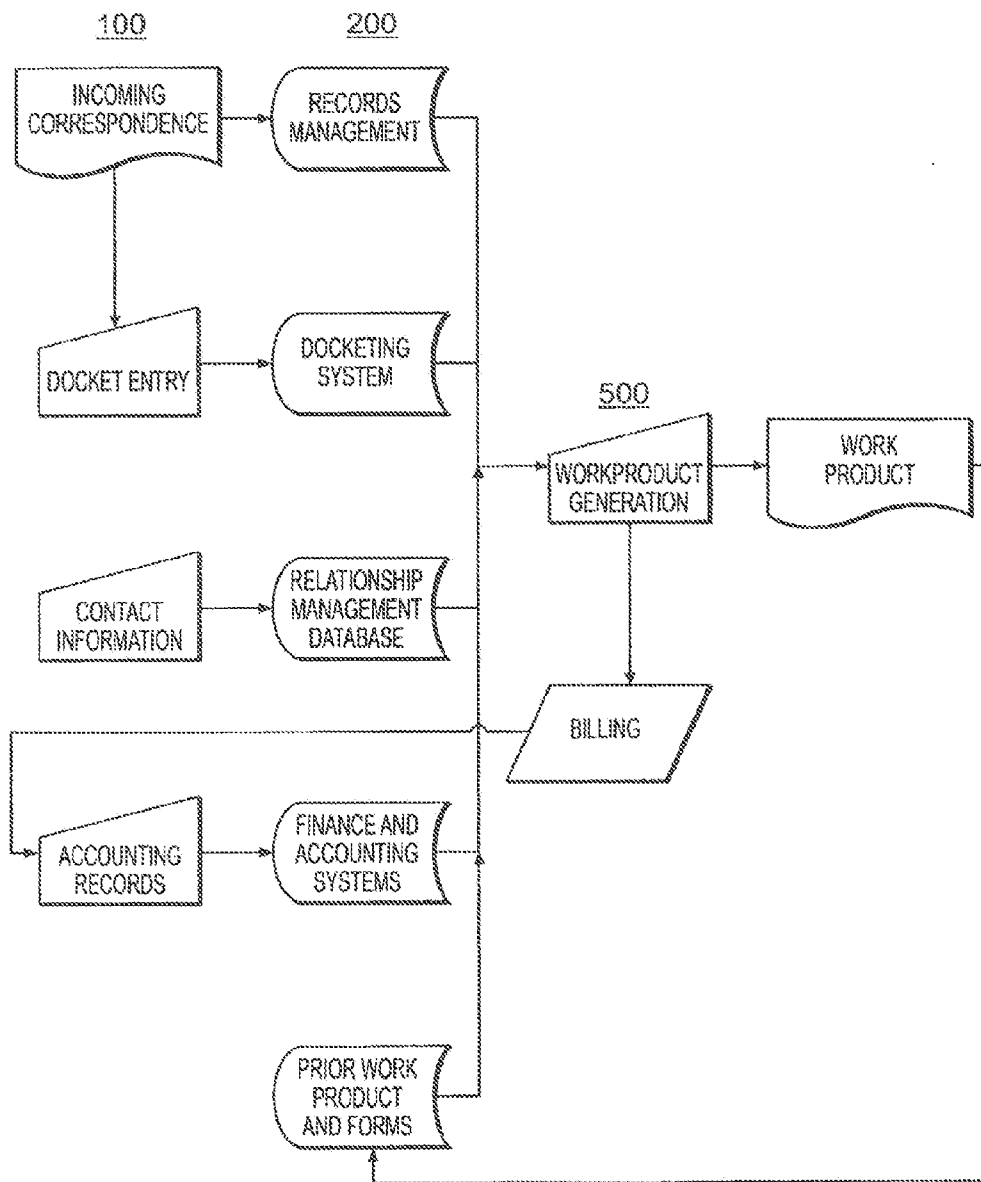 100
200
INCOMING
CORRESPONDENCE
RECORDS
MANAGEMENT
DOCKET ENTRY
DOCKETING
SYSTEM
500
WORKPRODUCT
GENERATION
WORK
PRODUCT
CONTACT
INFORMATION
RELATIONSHIP
MANAGEMENT
DATABASE
BILLING
ACCOUNTING
RECORDS
FINANCE AND
ACCOUNTING
SYSTEMS
PRIOR WORK
PRODUCT
AND FORMS